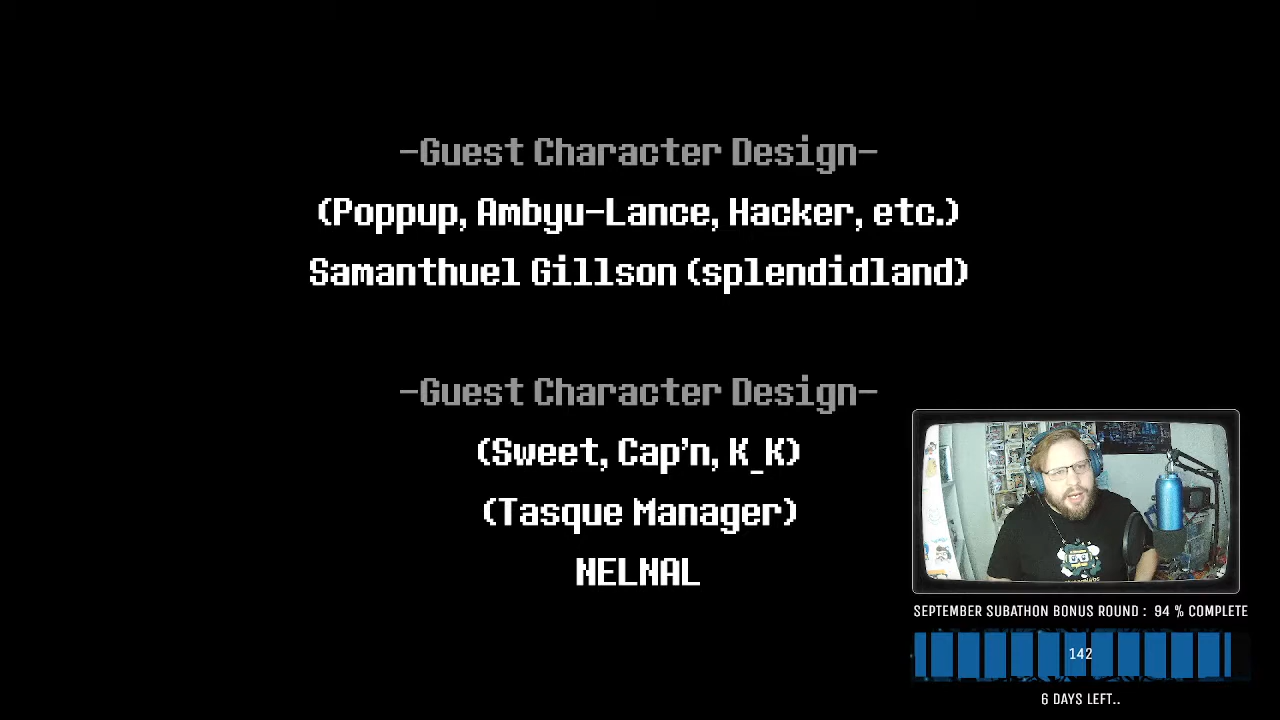 -Guest Character Design-
(Poppup, Ambyu-Lance, Hacker, etc.)
Samanthuel Gillson (splendidland)
-Guest Character Design-
(Sweet, Cap'n, K_K)
(Tasque Manager)
NELNAL
SEPTEMBER SUBATHON BONUS ROUND : 94 % COMPLETE
142
6 DAYS LEFT..